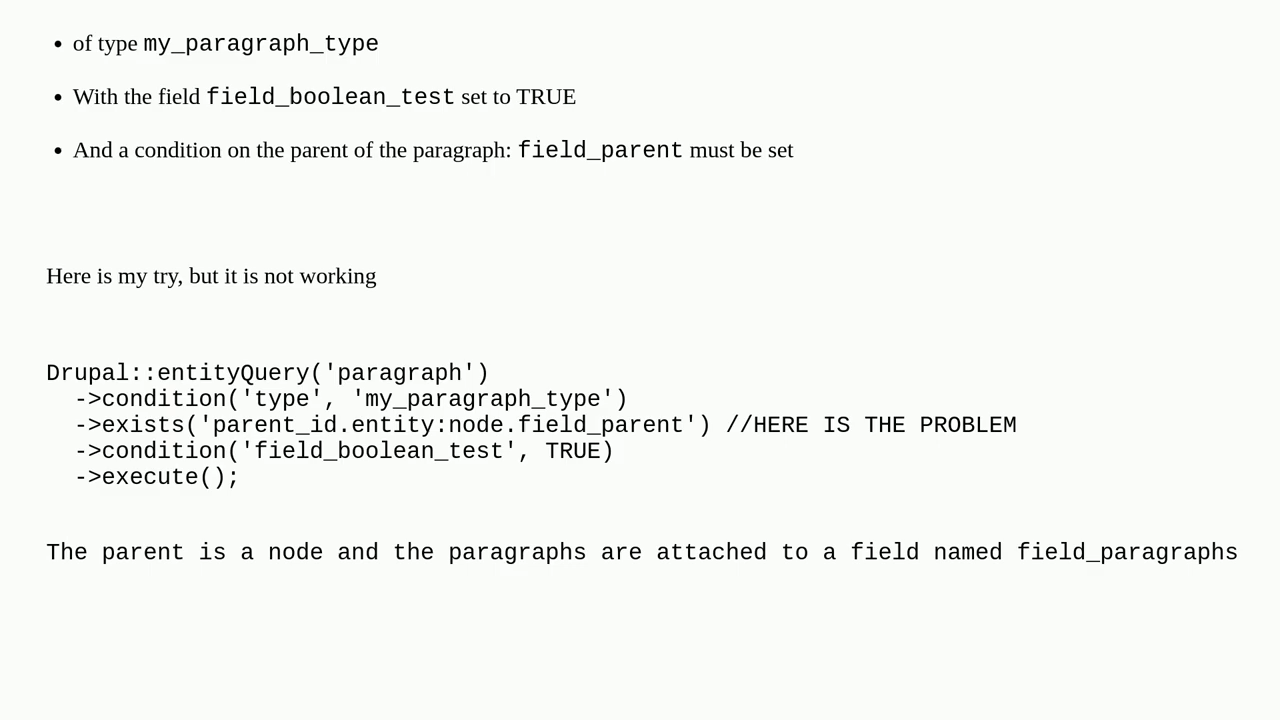 • of type my_paragraph_type
• With the field field_boolean_test set to TRUE
• And a condition on the parent of the paragraph: field_parent must be set
Here is my try, but it is not working
Drupal::entityQuery('paragraph')
  ->condition('type', 'my_paragraph_type')
  ->exists('parent_id.entity:node.field_parent') //HERE IS THE PROBLEM
  ->condition('field_boolean_test', TRUE)
  ->execute();
The parent is a node and the paragraphs are attached to a field named field_paragraphs